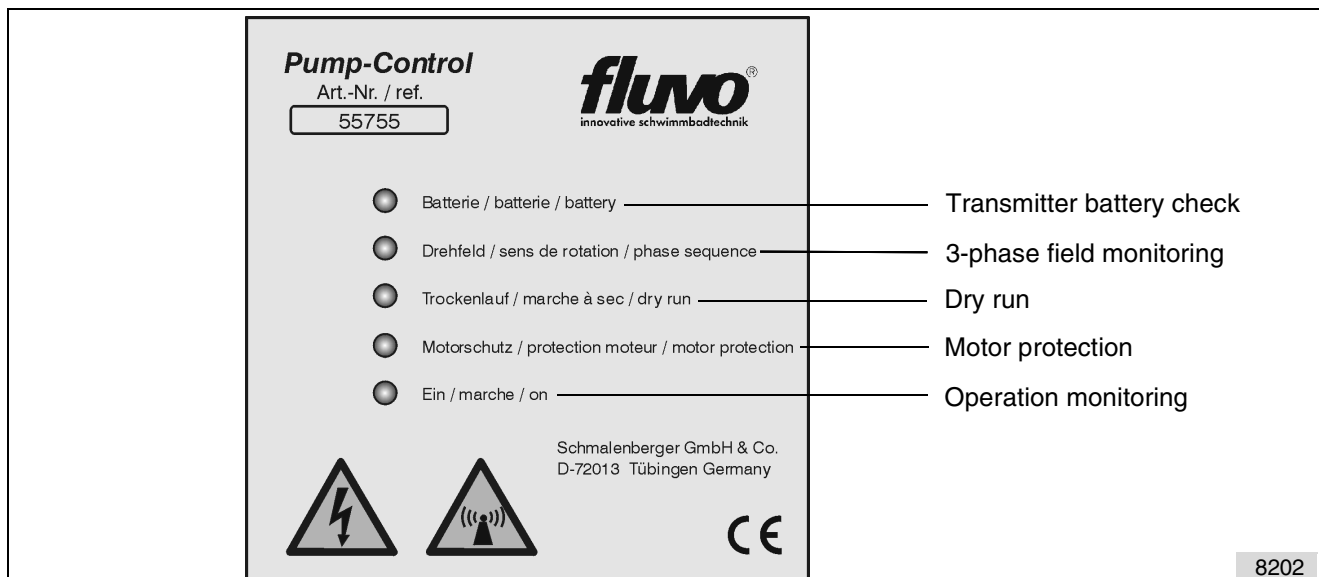 Pump-Control
Art.-Nr. / ref.
55755
fluvo®
innovative schwimmbadtechnik
Batterie / batterie / battery
Transmitter battery check
Drehfeld / sens de rotation / phase sequence
3-phase field monitoring
Trockenlauf / marche à sec / dry run
Dry run
Motorschutz / protection moteur / motor protection
Motor protection
Ein / marche / on
Operation monitoring
Schmalenberger GmbH & Co.
D-72013 Tübingen Germany
CE
8202